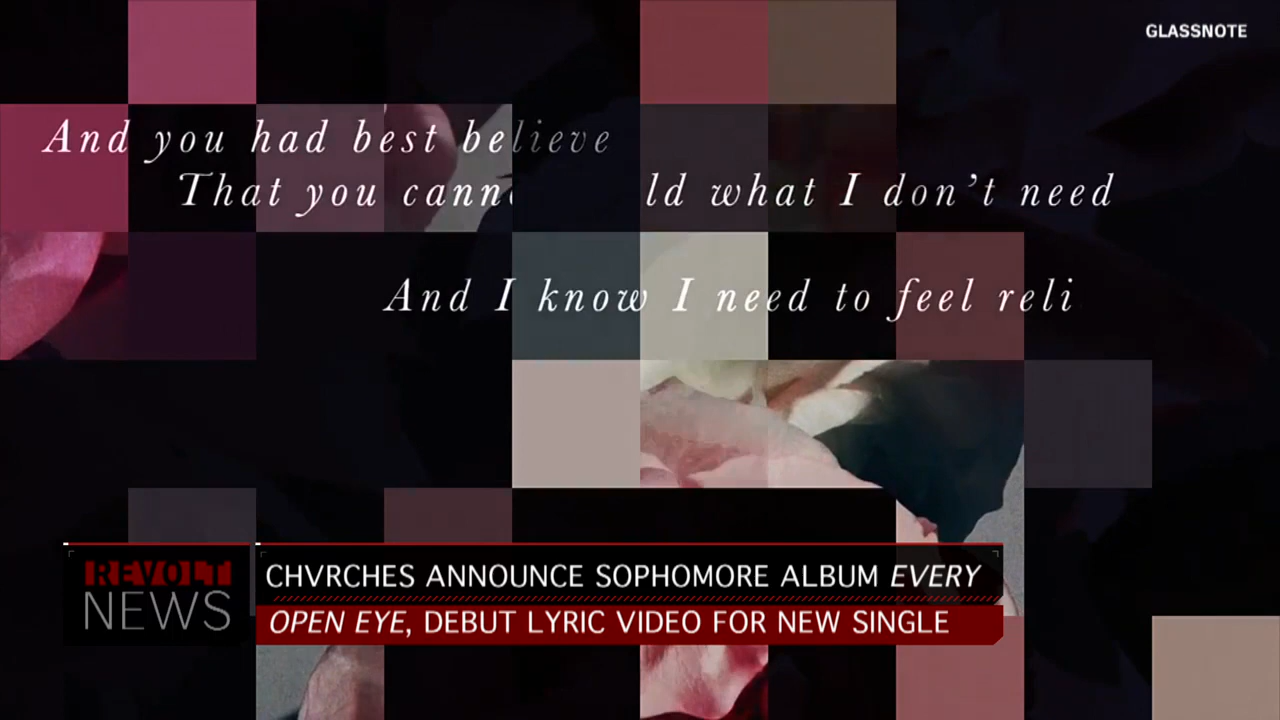 GLASSNOTE
And you had best believe
That you cann ld what I don't need
And I know I need to feel reli
REVOLT
NEWS
CHVRCHES ANNOUNCE SOPHOMORE ALBUM EVERY
OPEN EYE, DEBUT LYRIC VIDEO FOR NEW SINGLE